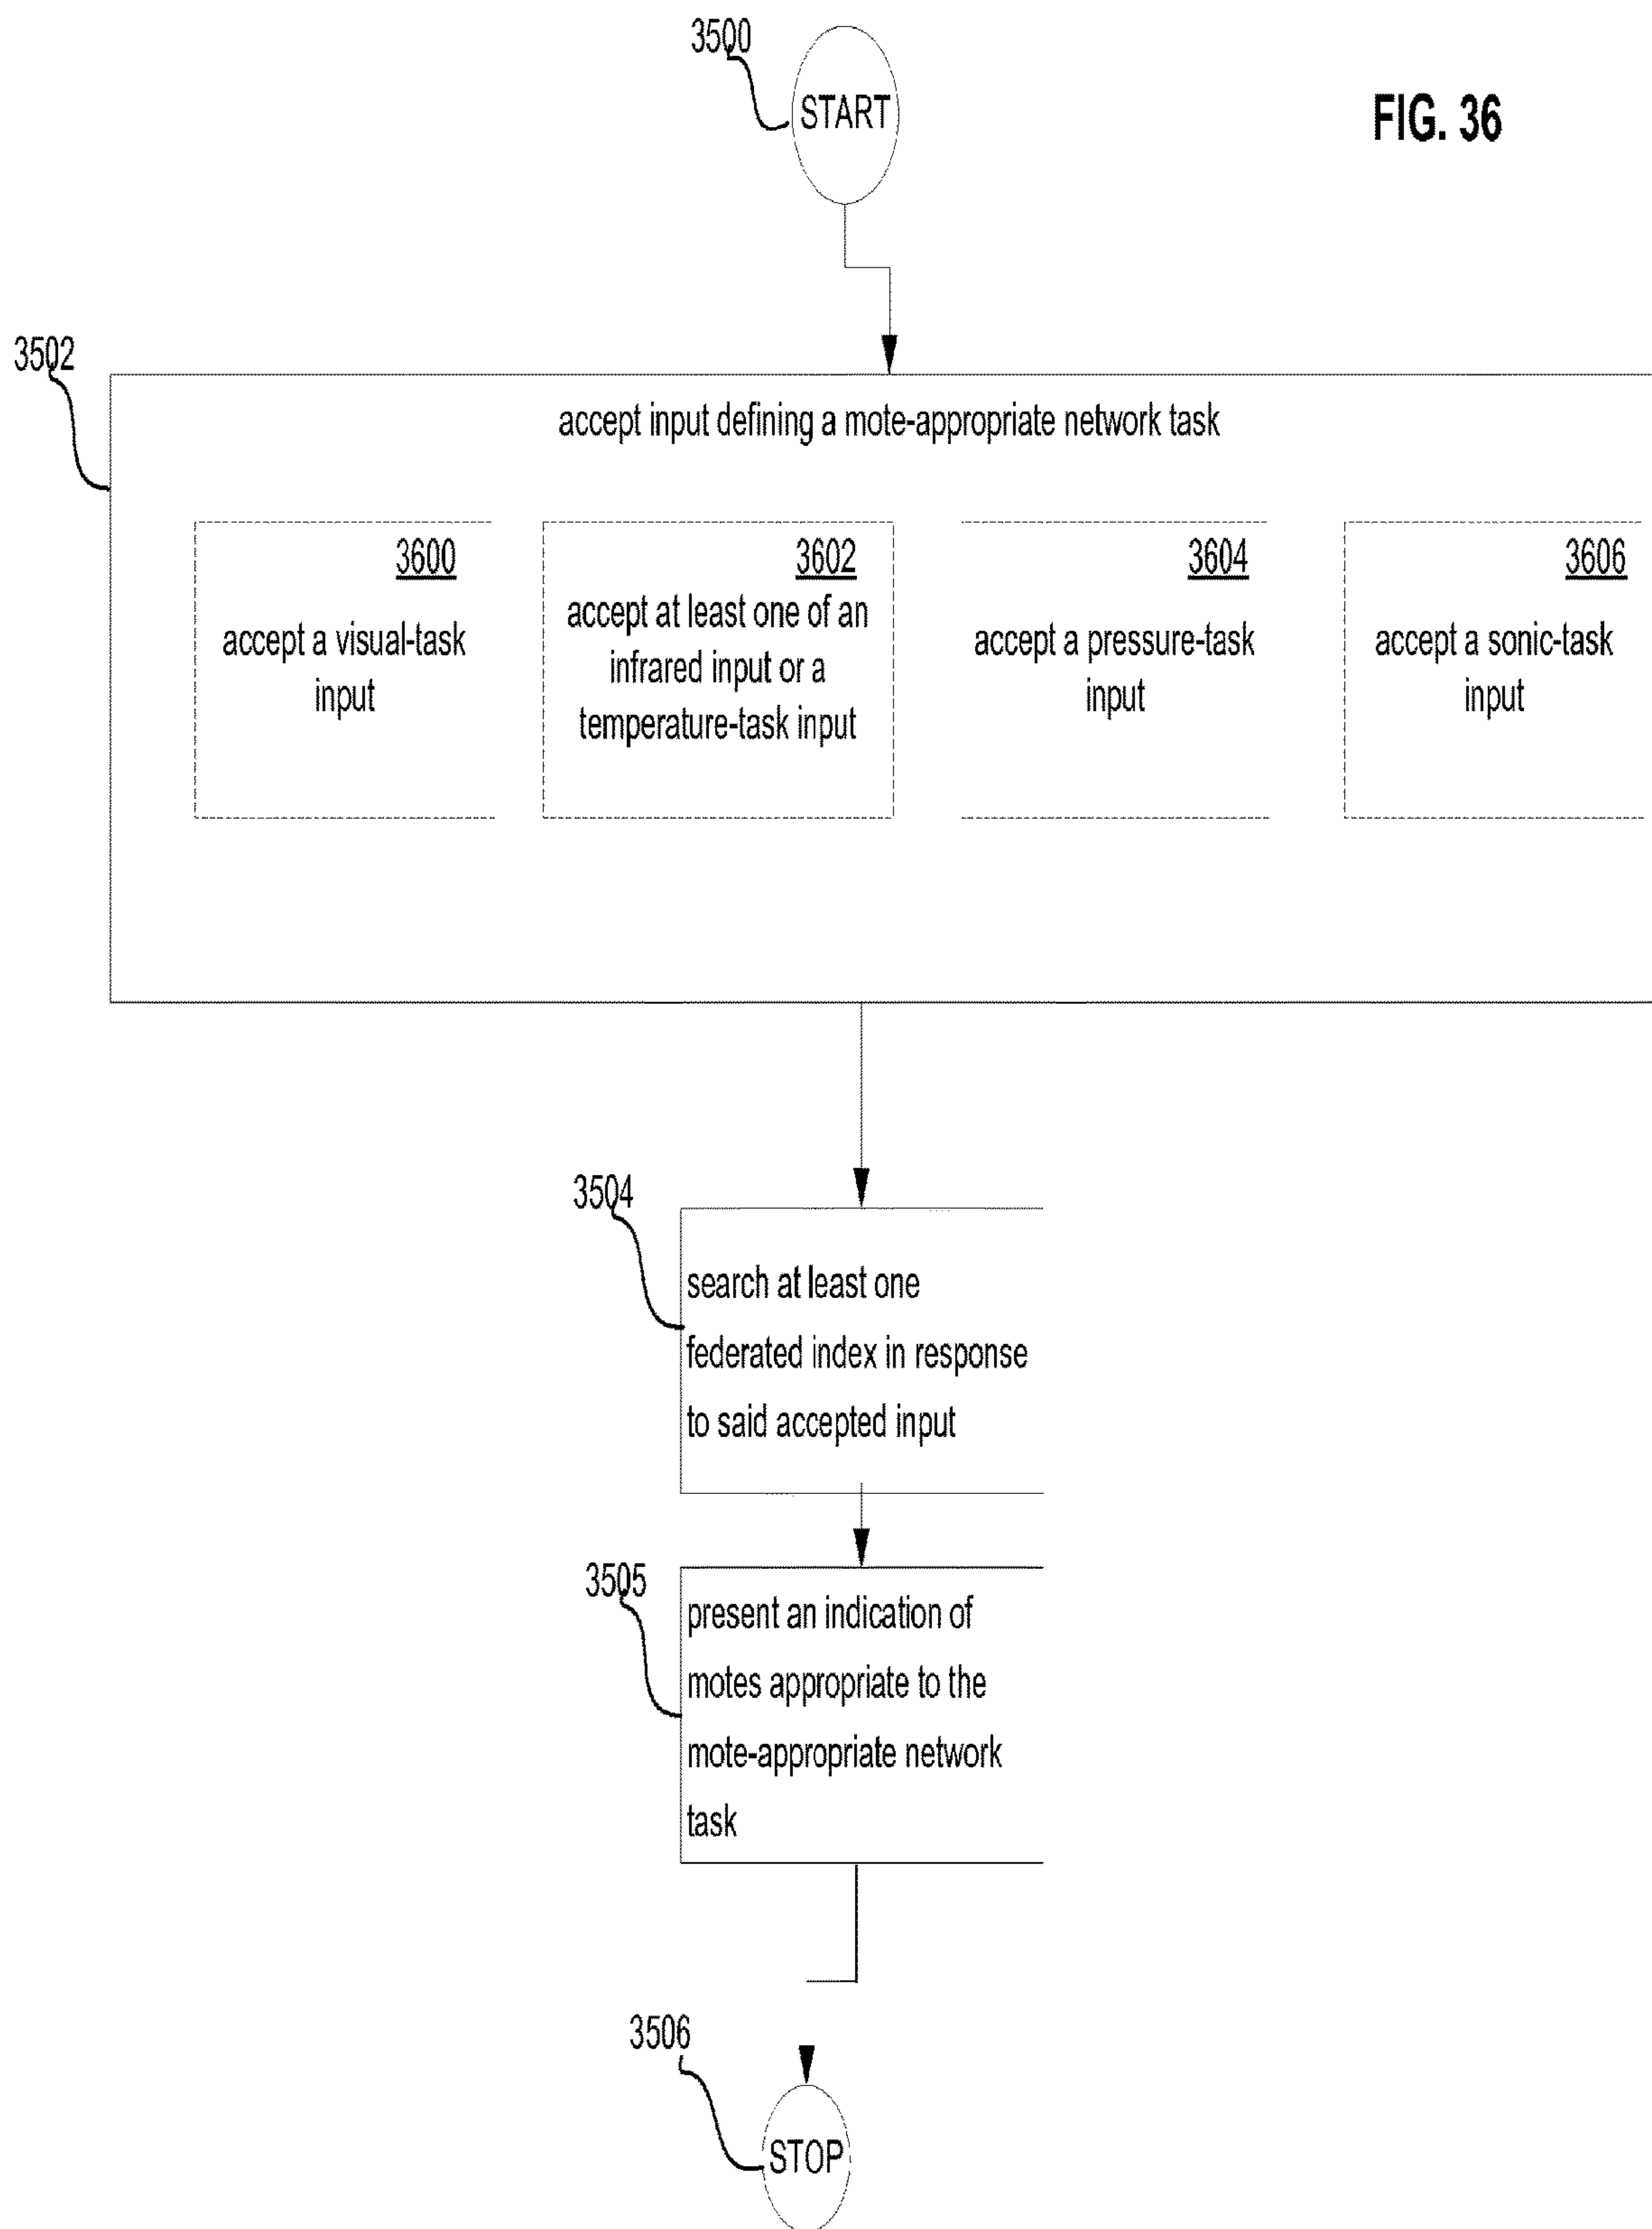 3500
START
FIG. 36
3502
accept input defining a mote-appropriate network task
3600
accept a visual-task
input
3602
accept at least one of an
infrared input or a
temperature-task input
3604
accept a pressure-task
input
3606
accept a sonic-task
input
3504
search at least one
federated index in response
to said accepted input
3505
present an indication of
motes appropriate to the
mote-appropriate network
task
3506
STOP